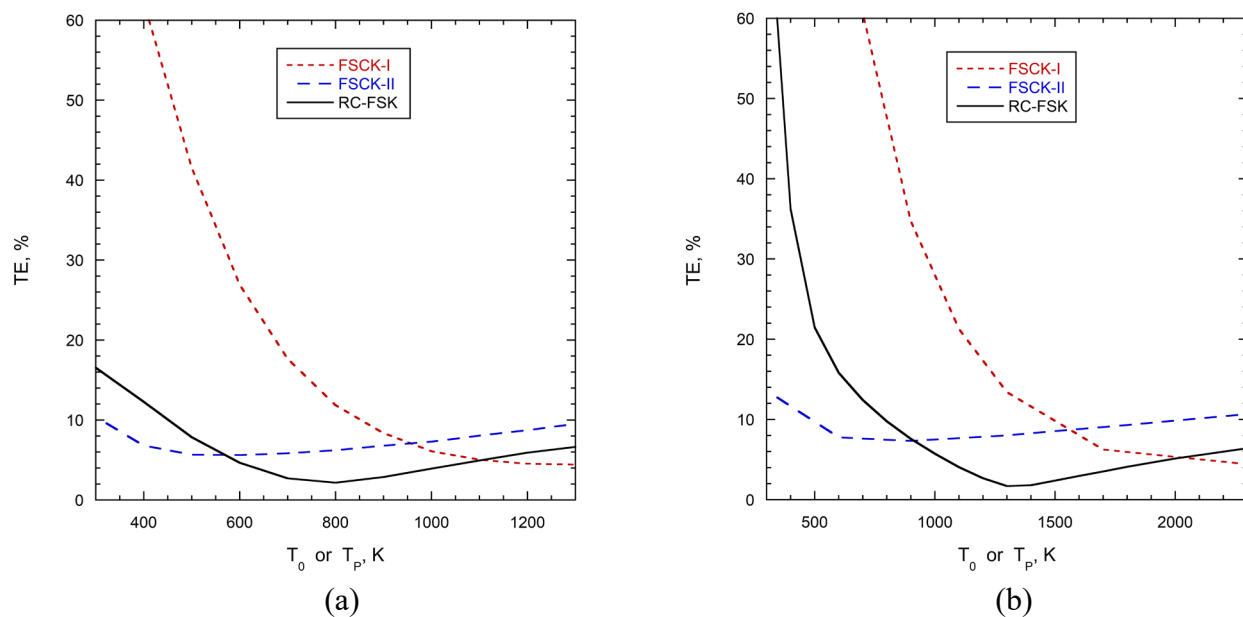 60
50
40
30
20
10
0
TE, %
FSCK-I
FSCK-II
RC-FSK
400 600 800 1000 1200
T0 or TP, K
(a)
60
50
40
30
20
10
0
TE, %
FSCK-I
FSCK-II
RC-FSK
500 1000 1500 2000
T0 or TP, K
(b)